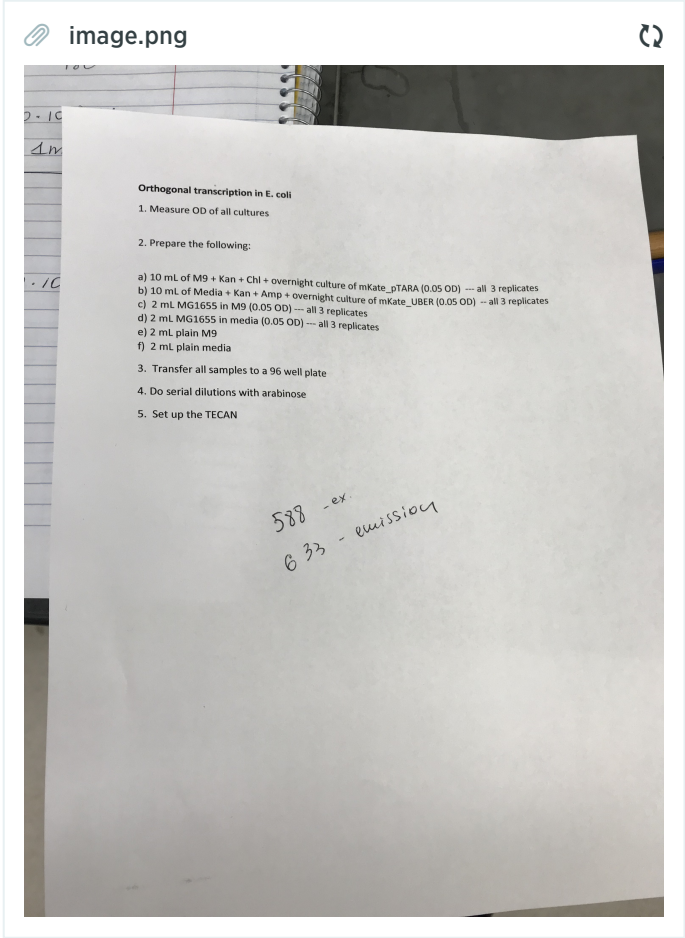 image.png
Orthogonal transcription in E. coli
1. Measure OD of all cultures
2. Prepare the following:
a) 10 mL of M9 + Kan + Chl + overnight culture of mKate_pTARA (0.05 OD) --- all 3 replicates
b) 10 mL of Media + Kan + Amp + overnight culture of mKate_UBER (0.05 OD) -- all 3 replicates
c) 2 mL MG1655 in M9 (0.05 OD) --- all 3 replicates
d) 2 mL MG1655 in media (0.05 OD) --- all 3 replicates
e) 2 mL plain M9
f) 2 mL plain media
3. Transfer all samples to a 96 well plate
4. Do serial dilutions with arabinose
5. Set up the TECAN
588 - ex.
633 - emission